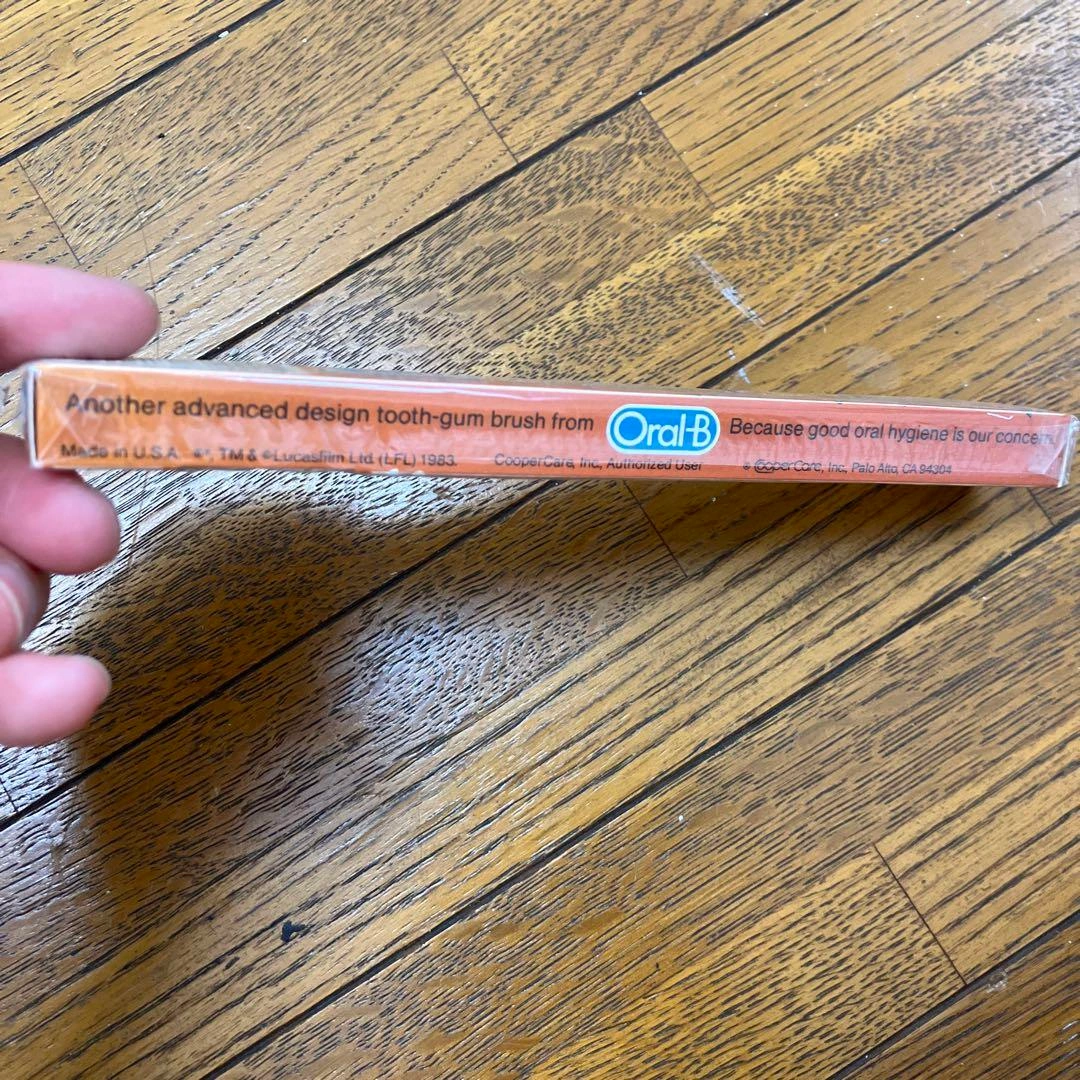 Another advanced design tooth-gum brush from Oral-B Because good oral hygiene is our concern.
Made in U.S.A. ®*, TM & ©Lucasfilm Ltd. (LFL) 1983. CooperCare, Inc., Authorized User © CooperCare, Inc., Palo Alto, CA 94304